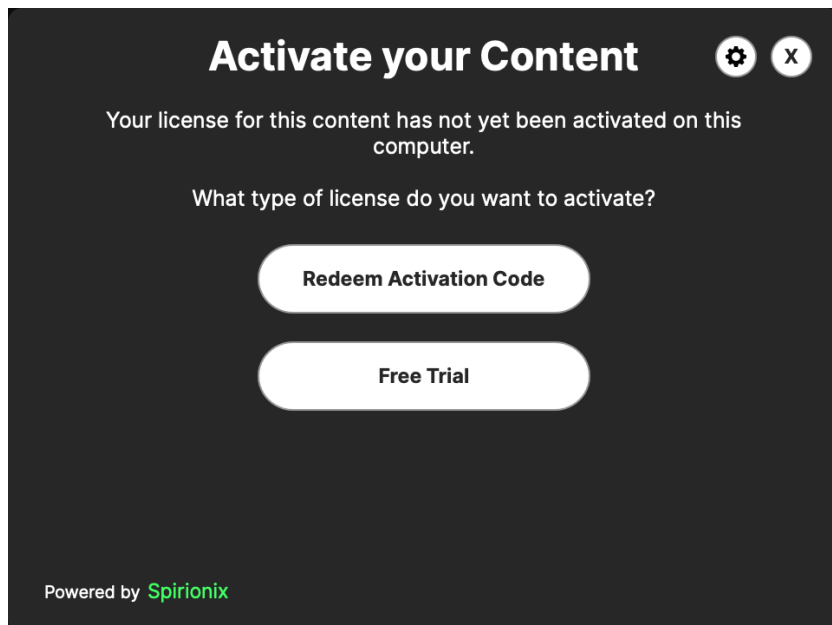 Activate your Content
X
Your license for this content has not yet been activated on this
computer.
What type of license do you want to activate?
Redeem Activation Code
Free Trial
Powered by Spirionix